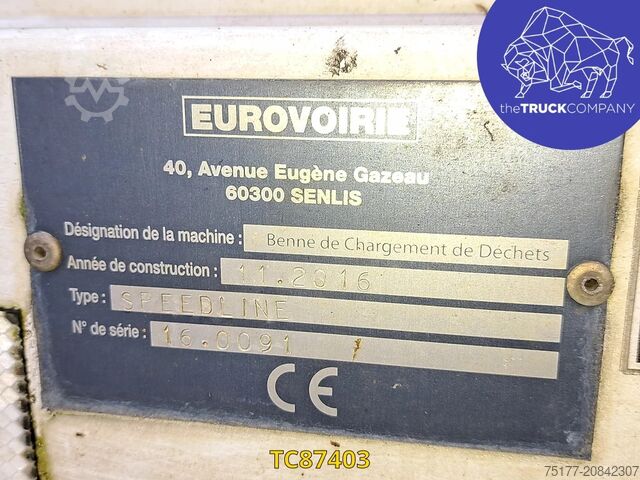 theTRUCKCOMPANY
EUROVOIRIE
40, Avenue Eugène Gazeau
60300 SENLIS
Désignation de la machine : Benne de Chargement de Déchets
Année de construction : 11.2016
Type : SPEEDLINE
N° de série : 16.0091 /
CE
TC87403
75177-20842307